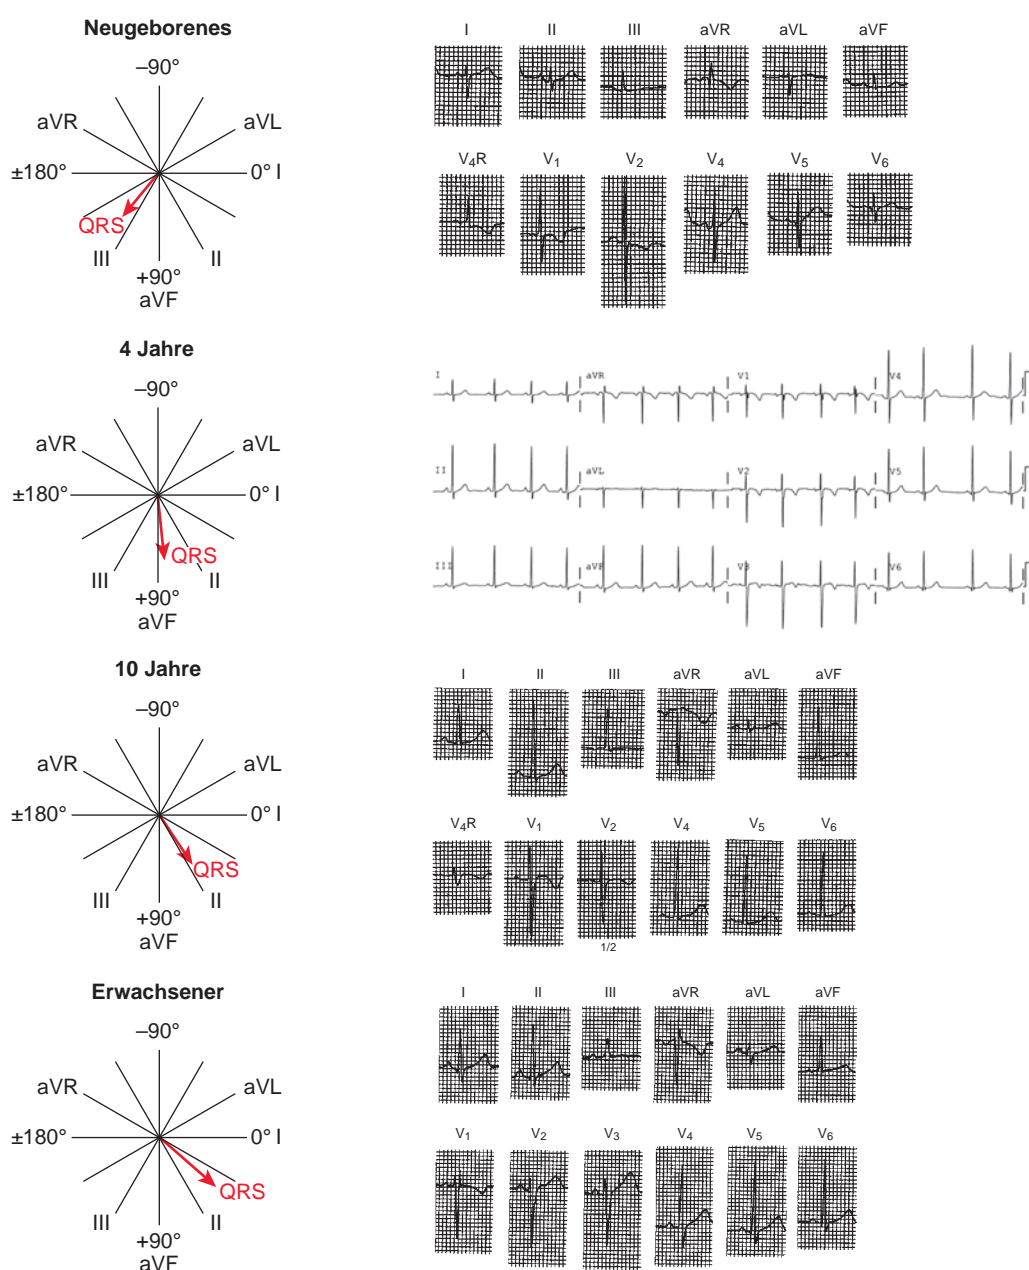 Neugeborenes
–90°
aVR
aVL
±180°
0° I
QRS
III
II
+90°
aVF
I II III aVR aVL aVF
V4R V1 V2 V4 V5 V6
4 Jahre
–90°
aVR
aVL
±180°
0° I
QRS
III
II
+90°
aVF
I aVR V1 V4
II aVL V2 V5
III aVF V3 V6
10 Jahre
–90°
aVR
aVL
±180°
0° I
QRS
III
II
+90°
aVF
I II III aVR aVL aVF
V4R V1 V2 V4 V5 V6
1/2
Erwachsener
–90°
aVR
aVL
±180°
0° I
QRS
III
II
+90°
aVF
I II III aVR aVL aVF
V1 V2 V3 V4 V5 V6